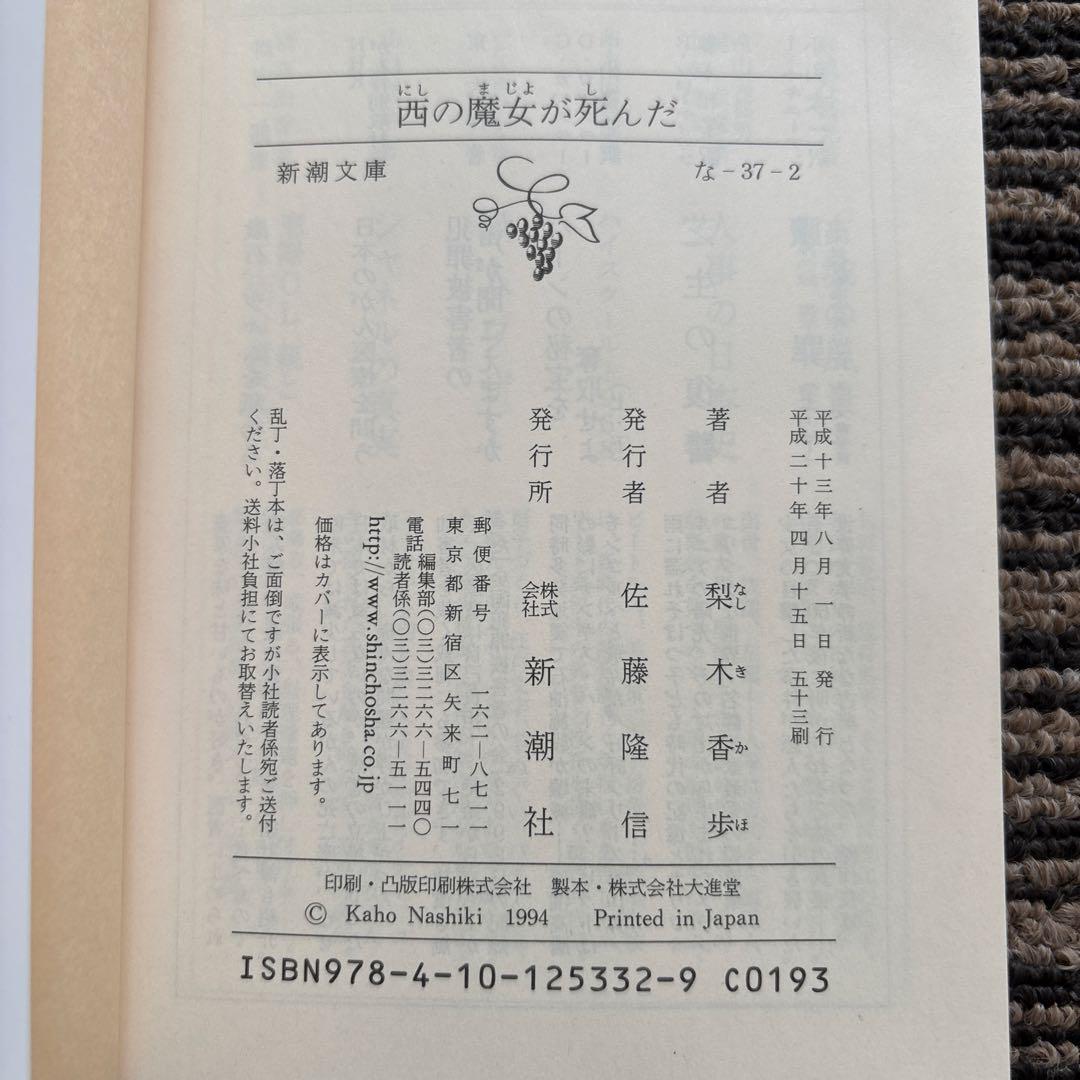 西の魔女が死んだ
にし ま じょ し
新潮文庫 な-37-2
平成十三年八月一日発行
平成二十年四月十五日五十三刷
著者 梨木香歩
なし き か ほ
発行者 佐藤隆信
発行所 株式会社 新潮社
郵便番号 一六二―八七一一
東京都新宿区矢来町七一
電話 編集部(〇三)三二六六―五四四〇
読者係(〇三)三二六六―五一一一
http://www.shinchosha.co.jp
価格はカバーに表示してあります。
乱丁・落丁本は、ご面倒ですが小社読者係宛ご送付
ください。送料小社負担にてお取替えいたします。
印刷・凸版印刷株式会社 製本・株式会社大進堂
© Kaho Nashiki 1994 Printed in Japan
ISBN978-4-10-125332-9 C0193